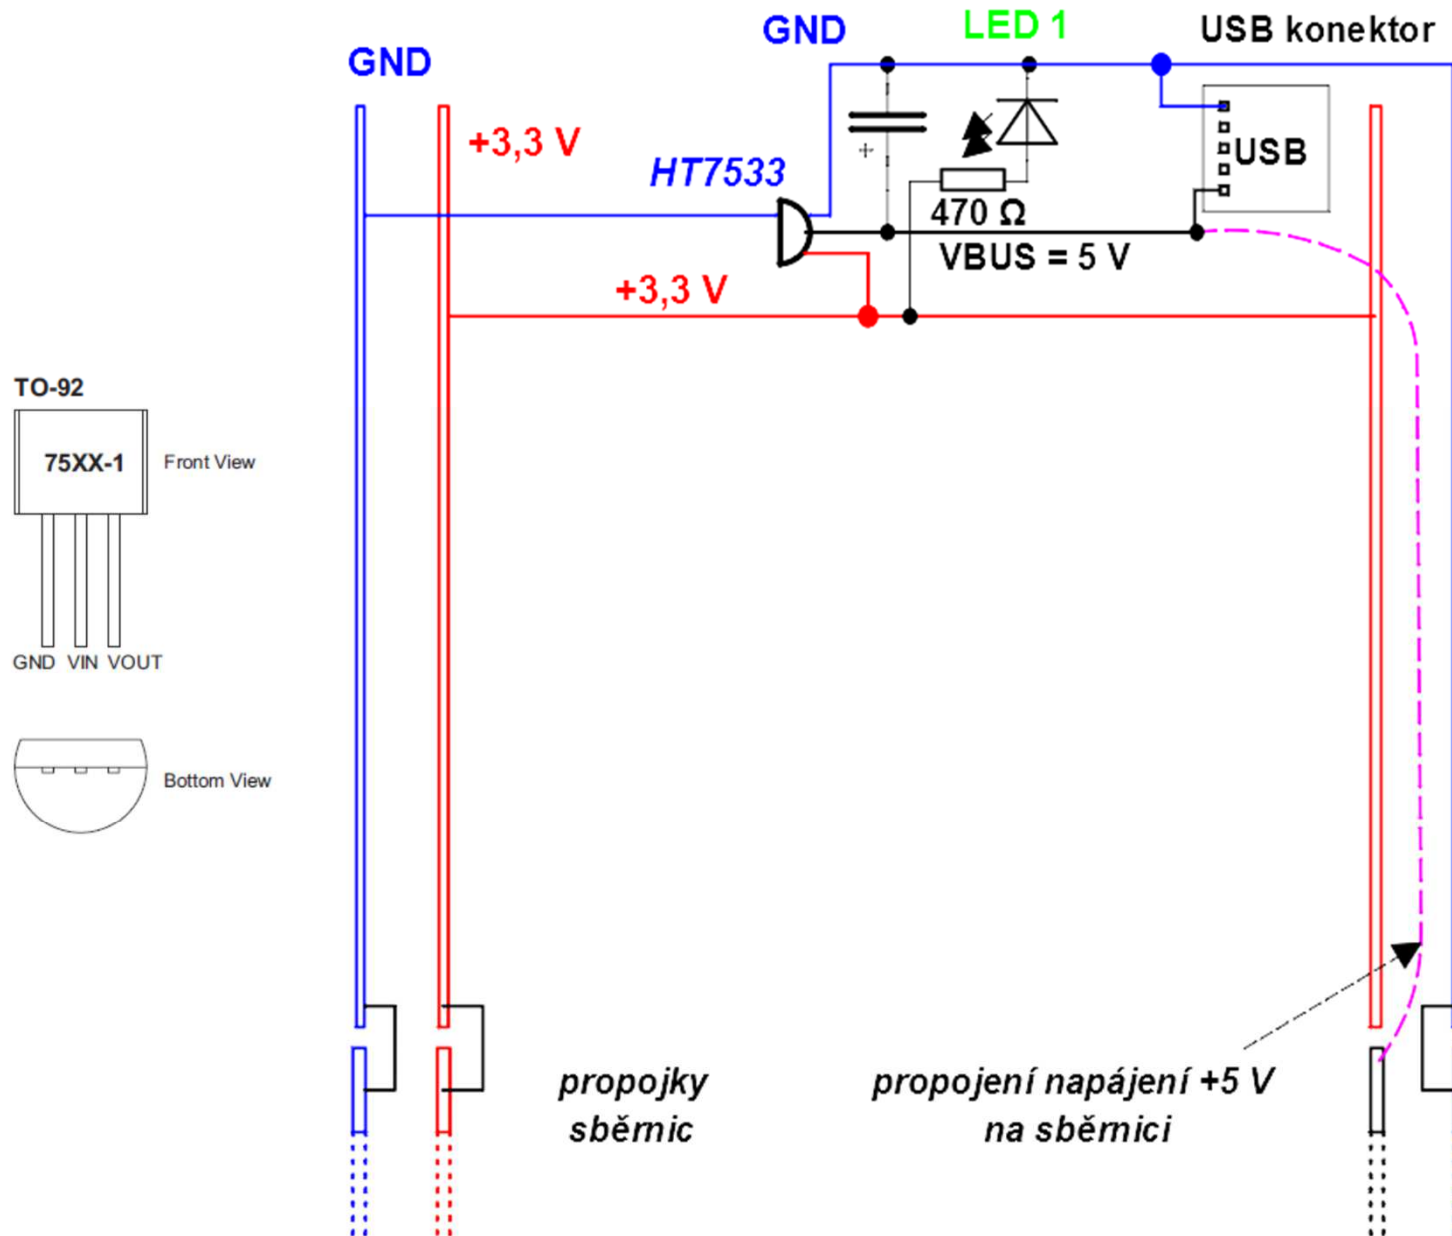 GND
GND
LED 1
USB konektor
+3,3 V
HT7533
+
USB
470 Ω
VBUS = 5 V
+3,3 V
TO-92
75XX-1
Front View
GND VIN VOUT
Bottom View
propojky
sběrnic
propojení napájení +5 V
na sběrnici